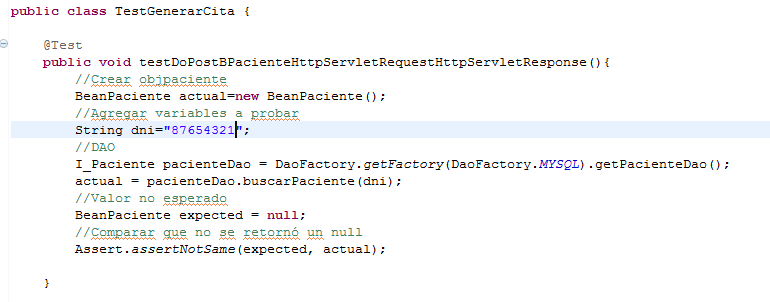 public class TestGenerarCita {
@Test
public void testDoPostBPacienteHttpServletRequestHttpServletResponse(){
//Crear objpaciente
BeanPaciente actual=new BeanPaciente();
//Agregar variables a probar
String dni="87654321";
//DAO
I_Paciente pacienteDao = DaoFactory.getFactory(DaoFactory.MYSQL).getPacienteDao();
actual = pacienteDao.buscarPaciente(dni);
//Valor no esperado
BeanPaciente expected = null;
//Comparar que no se retornó un null
Assert.assertNotSame(expected, actual);
}